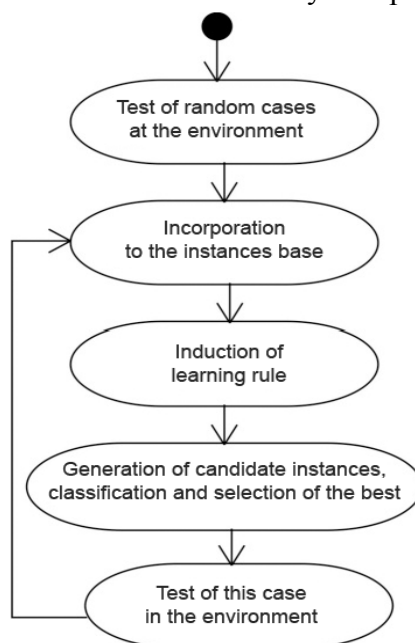 Test of random cases
at the environment
Incorporation
to the instances base
Induction of
learning rule
Generation of candidate instances,
classification and selection of the best
Test of this case
in the environment